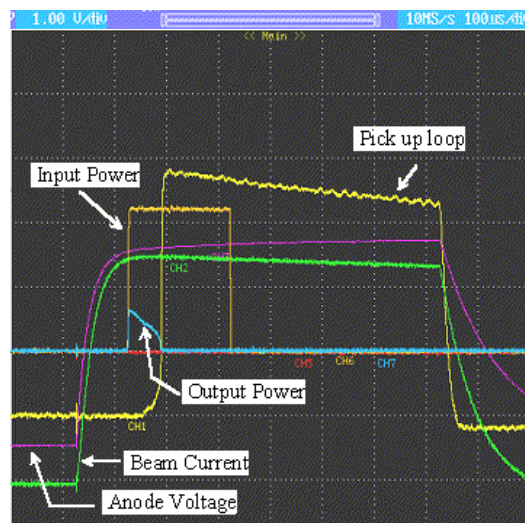 1.00 V/div 10MS/s 100us/di
<< Main >>
Pick up loop
Input Power
CH2
CH5 CH6 CH7
Output Power
CH1
Beam Current
Anode Voltage